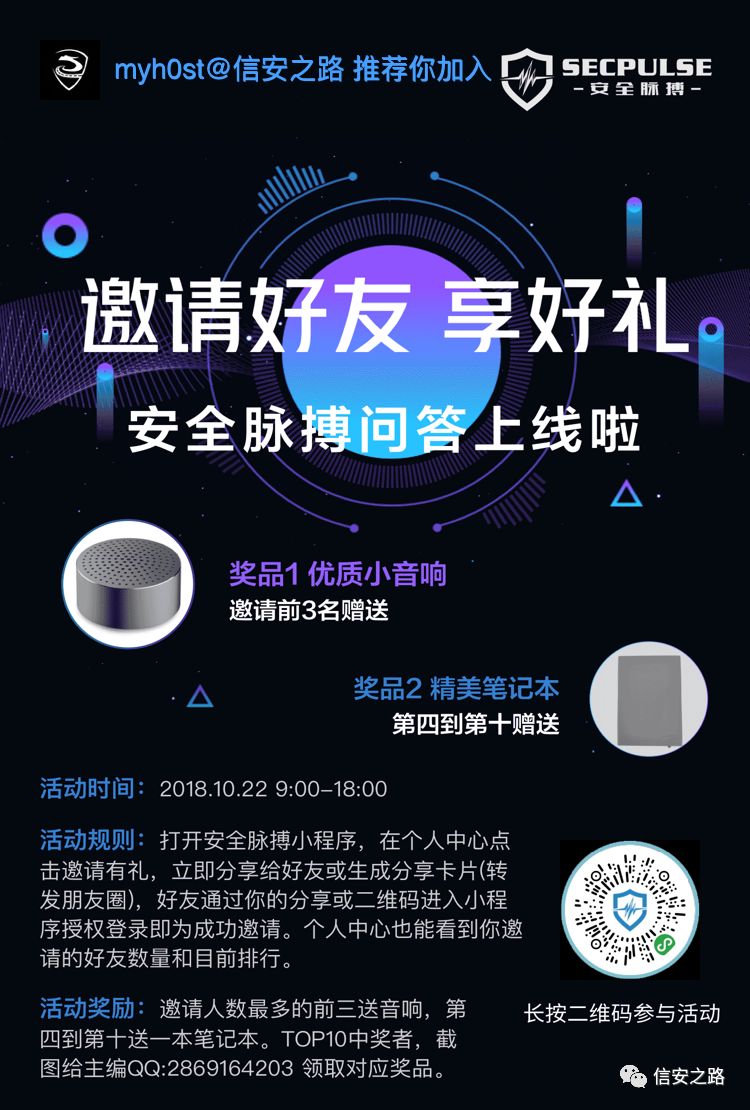 myh0st@信安之路 推荐你加入
SECPULSE
-安全脉搏-
邀请好友 享好礼
安全脉搏问答上线啦
奖品1 优质小音响
邀请前3名赠送
奖品2 精美笔记本
第四到第十赠送
活动时间：2018.10.22 9:00-18:00
活动规则：打开安全脉搏小程序，在个人中心点
击邀请有礼，立即分享给好友或生成分享卡片(转
发朋友圈)，好友通过你的分享或二维码进入小程
序授权登录即为成功邀请。个人中心也能看到你邀
请的好友数量和目前排行。
活动奖励：邀请人数最多的前三送音响，第
四到第十送一本笔记本。TOP10中奖者，截
图给主编QQ:2869164203 领取对应奖品。
长按二维码参与活动
信安之路